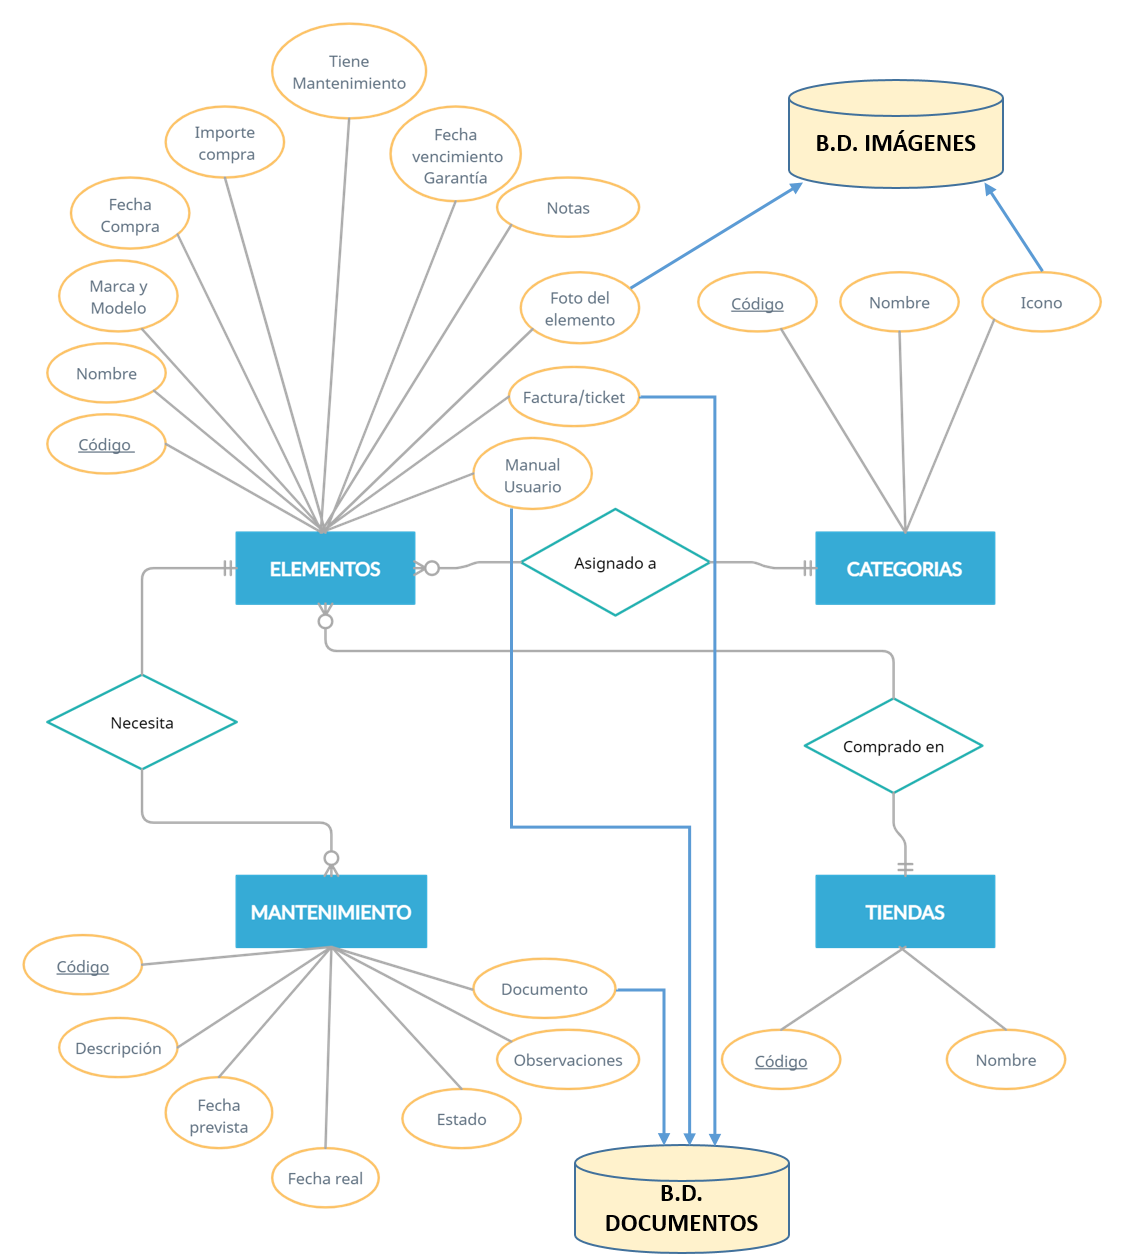 Tiene
Mantenimiento
Importe
compra
Fecha
vencimiento
Garantía
B.D. IMÁGENES
Fecha
Compra
Notas
Marca y
Modelo
Foto del
elemento
Código
Nombre
Icono
Nombre
Factura/ticket
Código
Manual
Usuario
ELEMENTOS
Asignado a
CATEGORIAS
Necesita
Comprado en
MANTENIMIENTO
TIENDAS
Código
Documento
Descripción
Observaciones
Código
Nombre
Fecha
prevista
Estado
Fecha real
B.D.
DOCUMENTOS